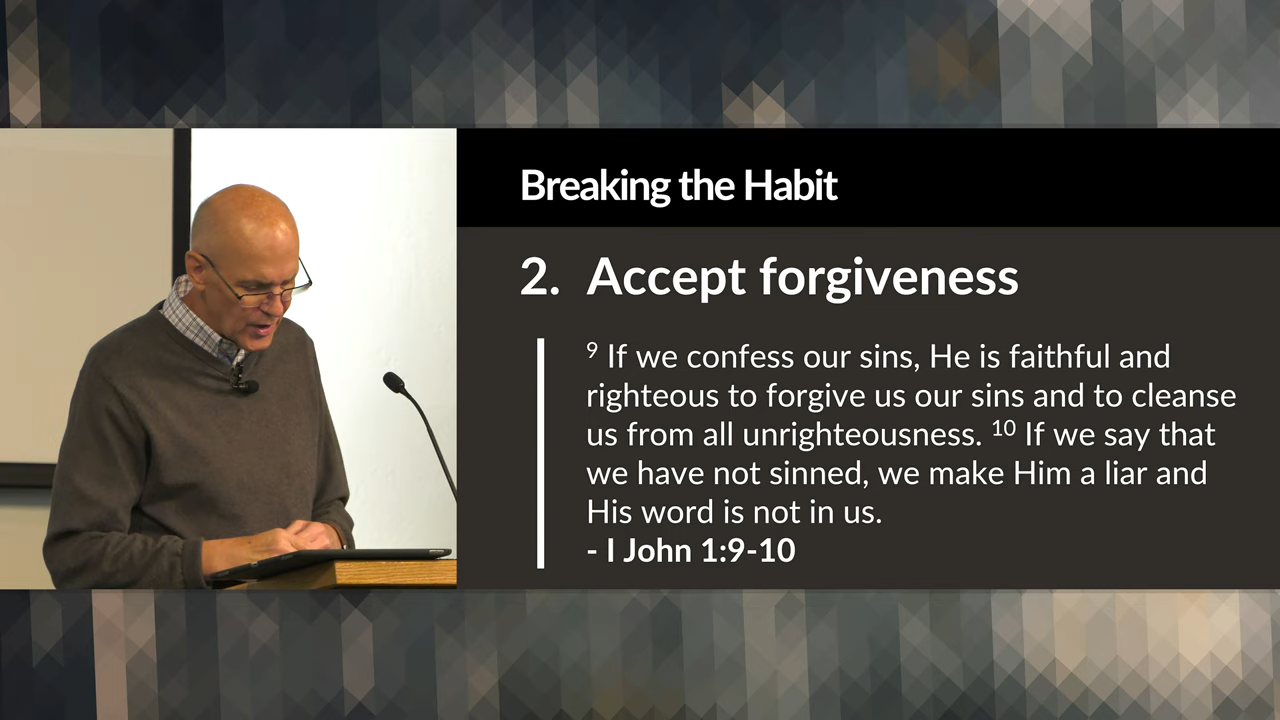 Breaking the Habit
2. Accept forgiveness
9 If we confess our sins, He is faithful and
righteous to forgive us our sins and to cleanse
us from all unrighteousness. 10 If we say that
we have not sinned, we make Him a liar and
His word is not in us.
- I John 1:9-10